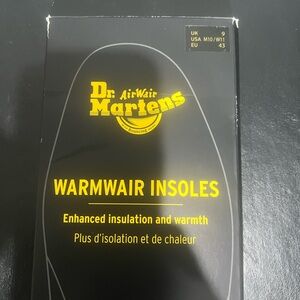 UK 9
USA M10/W11
EU 43
Dr. AirWair
Martens
WARMWAIR INSOLES
Enhanced insulation and warmth
Plus d'isolation et de chaleur